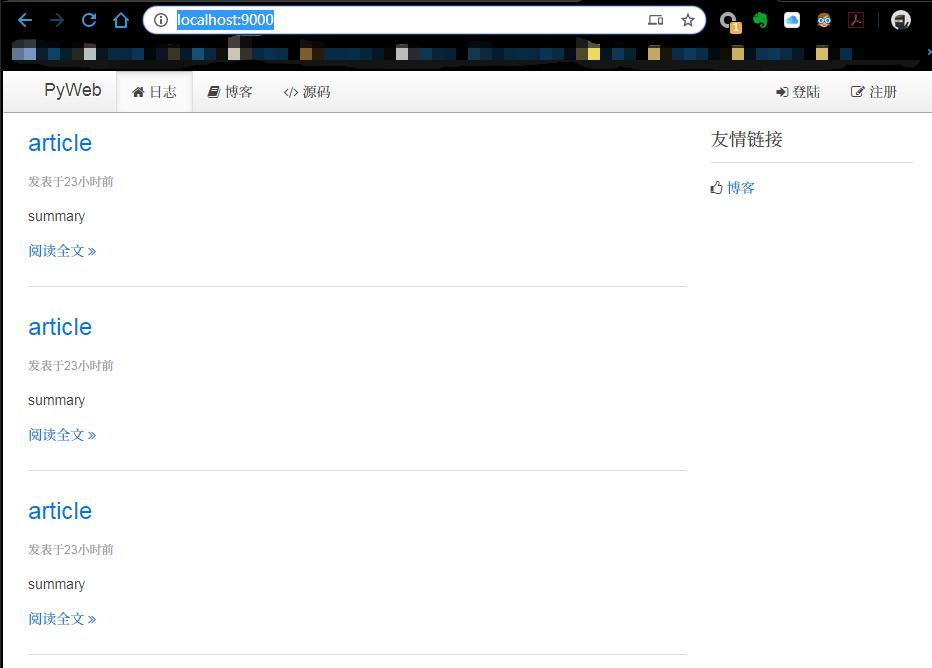 localhost:9000
1
PyWeb 日志 博客 源码 登陆 注册
article
发表于23小时前
summary
阅读全文
article
发表于23小时前
summary
阅读全文
article
发表于23小时前
summary
阅读全文
友情链接
博客